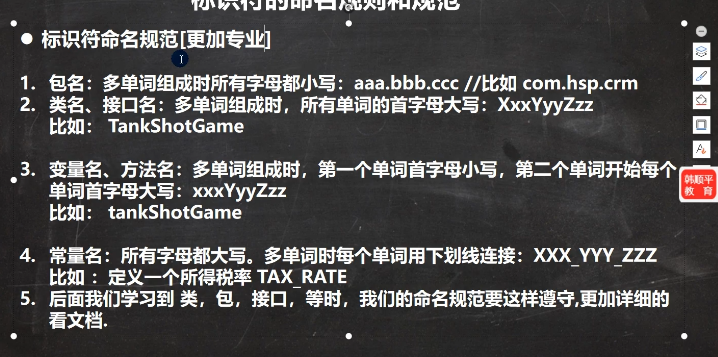 标识符的命名规则和规范
● 标识符命名规范[更加专业]
1. 包名：多单词组成时所有字母都小写：aaa.bbb.ccc //比如 com.hsp.crm
2. 类名、接口名：多单词组成时，所有单词的首字母大写：XxxYyyZzz
比如： TankShotGame
3. 变量名、方法名：多单词组成时，第一个单词首字母小写，第二个单词开始每个
单词首字母大写：xxxYyyZzz
比如： tankShotGame
4. 常量名：所有字母都大写。多单词时每个单词用下划线连接：XXX_YYY_ZZZ
比如 ：定义一个所得税率 TAX_RATE
5. 后面我们学习到 类，包，接口，等时，我们的命名规范要这样遵守,更加详细的
看文档.
韩顺平
教 育